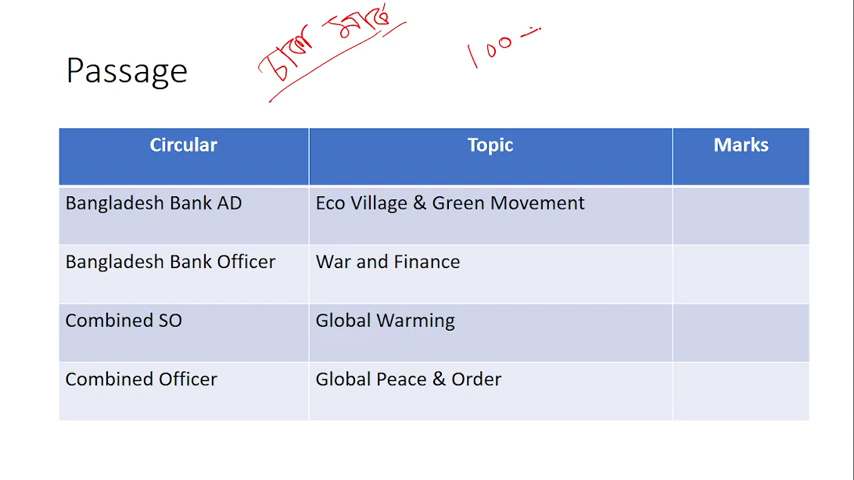 Passage
100
Circular Topic Marks
Bangladesh Bank AD Eco Village & Green Movement
Bangladesh Bank Officer War and Finance
Combined SO Global Warming
Combined Officer Global Peace & Order